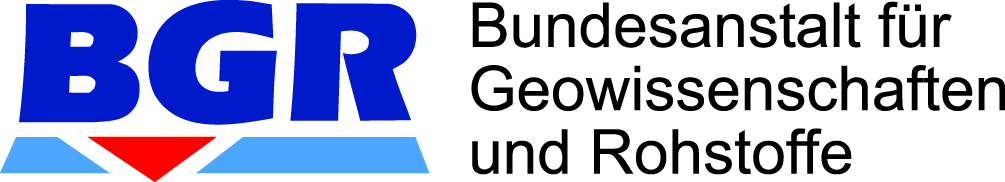 BGR
Bundesanstalt für
Geowissenschaften
und Rohstoffe